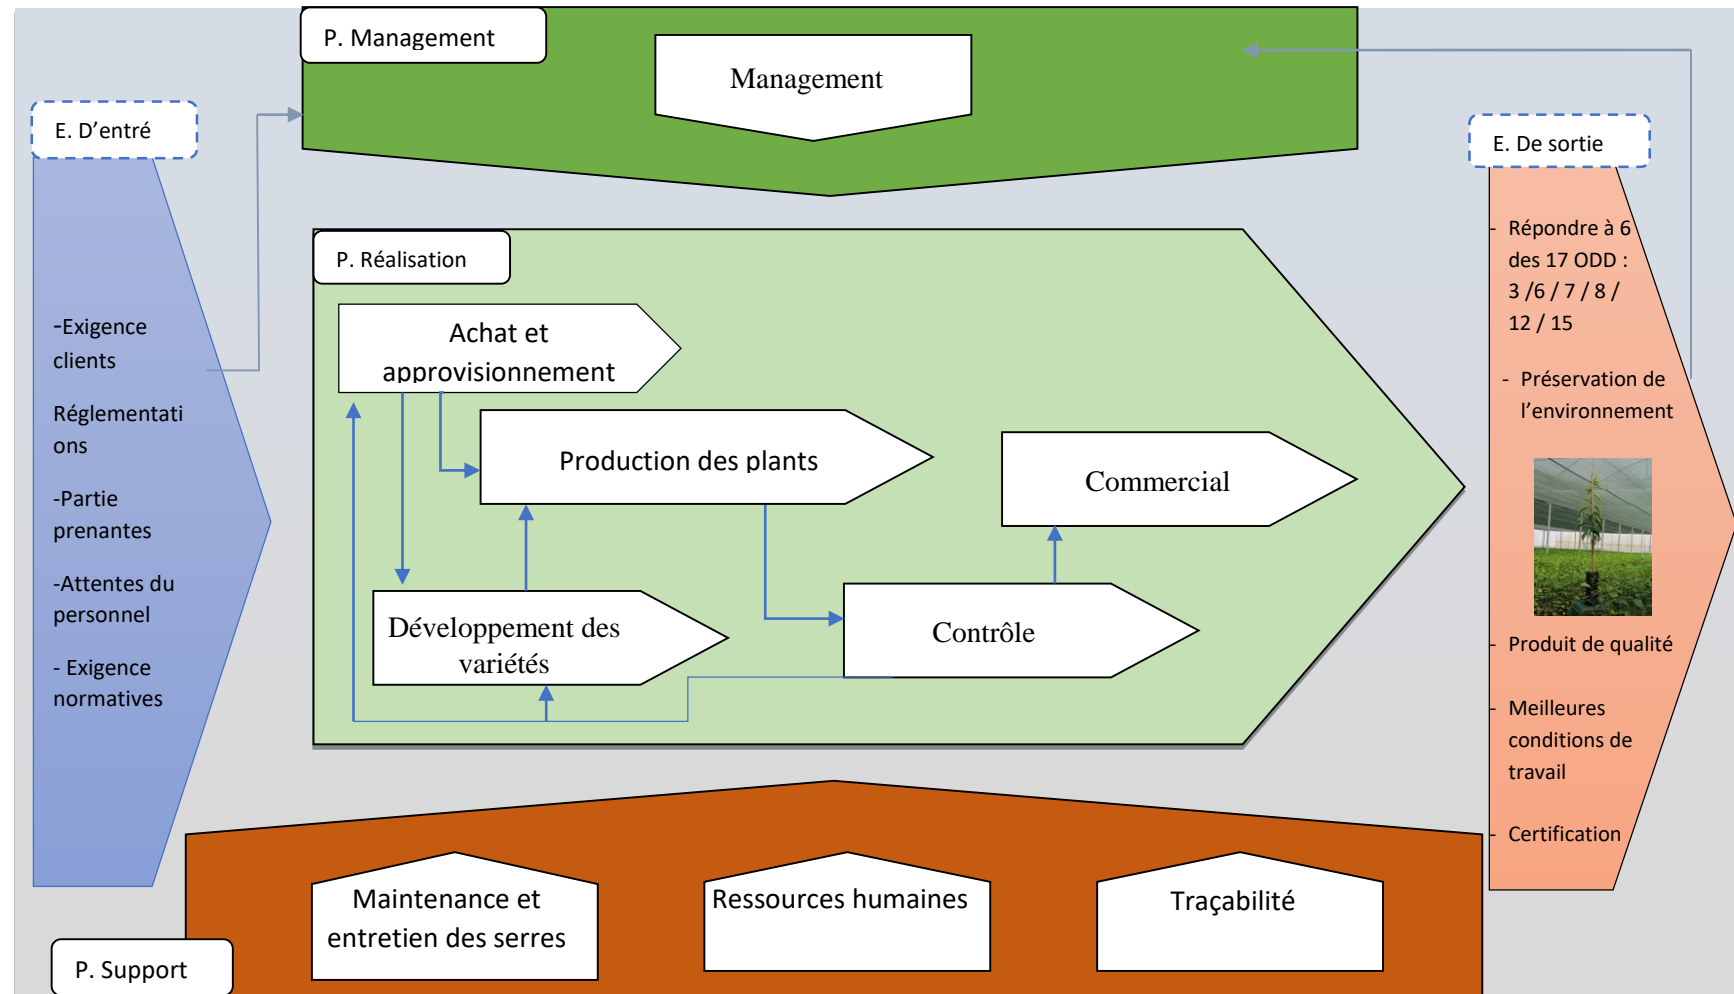 P. Management
Management
E. D'entré
-Exigence
clients
Réglementati
ons
-Partie
prenantes
-Attentes du
personnel
- Exigence
normatives
P. Réalisation
Achat et
approvisionnement
Production des plants
Commercial
Développement des
variétés
Contrôle
E. De sortie
- Répondre à 6
des 17 ODD :
3 /6 / 7 / 8 /
12 / 15
- Préservation de
l'environnement
- Produit de qualité
- Meilleures
conditions de
travail
- Certification
P. Support
Maintenance et
entretien des serres
Ressources humaines
Traçabilité